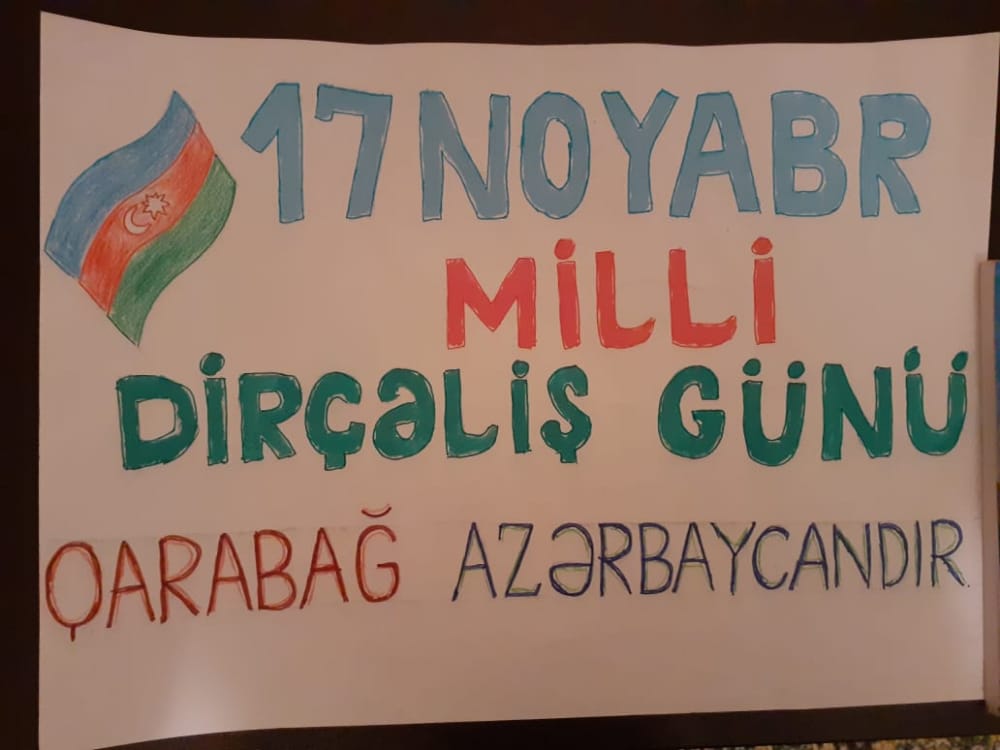 17 NOYABR
MİLLİ
DİRÇƏLİŞ GÜNÜ
QARABAĞ AZƏRBAYCANDIR